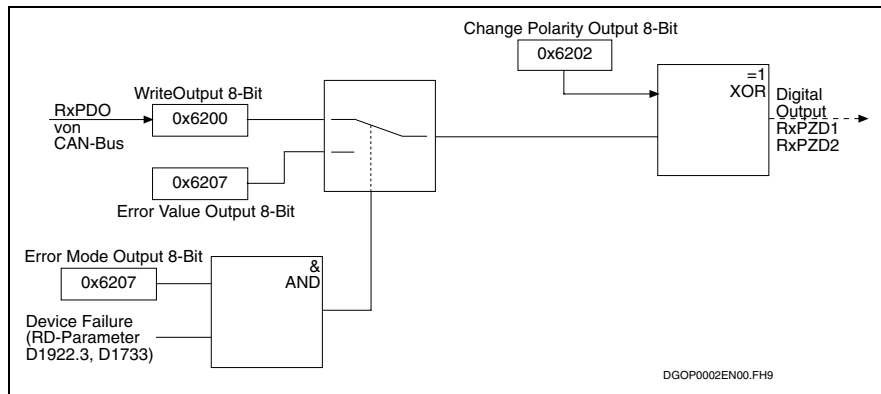 Change Polarity Output 8-Bit
0x6202
=1
XOR
WriteOutput 8-Bit
RxPDO
von
CAN-Bus
0x6200
Digital
Output
RxPZD1
RxPZD2
0x6207
Error Value Output 8-Bit
Error Mode Output 8-Bit
0x6207
&
AND
Device Failure
(RD-Parameter
D1922.3, D1733)
DGOP0002EN00.FH9